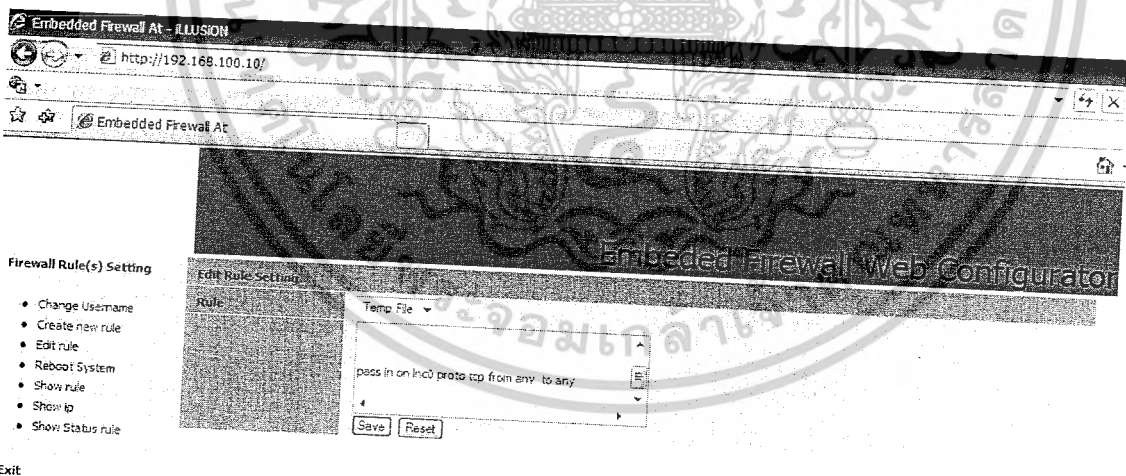 Embedded Firewall At - iLLUSION
http://192.168.100.10/
Embedded Firewall At
Embeded Firewall Web Configurator
Firewall Rule(s) Setting
Change Username
Create new rule
Edit rule
Reboot System
Show rule
Show ip
Show Status rule
Exit
Edit Rule Setting
Rule
Temp File
pass in on lnc0 proto tcp from any to any
Save Reset